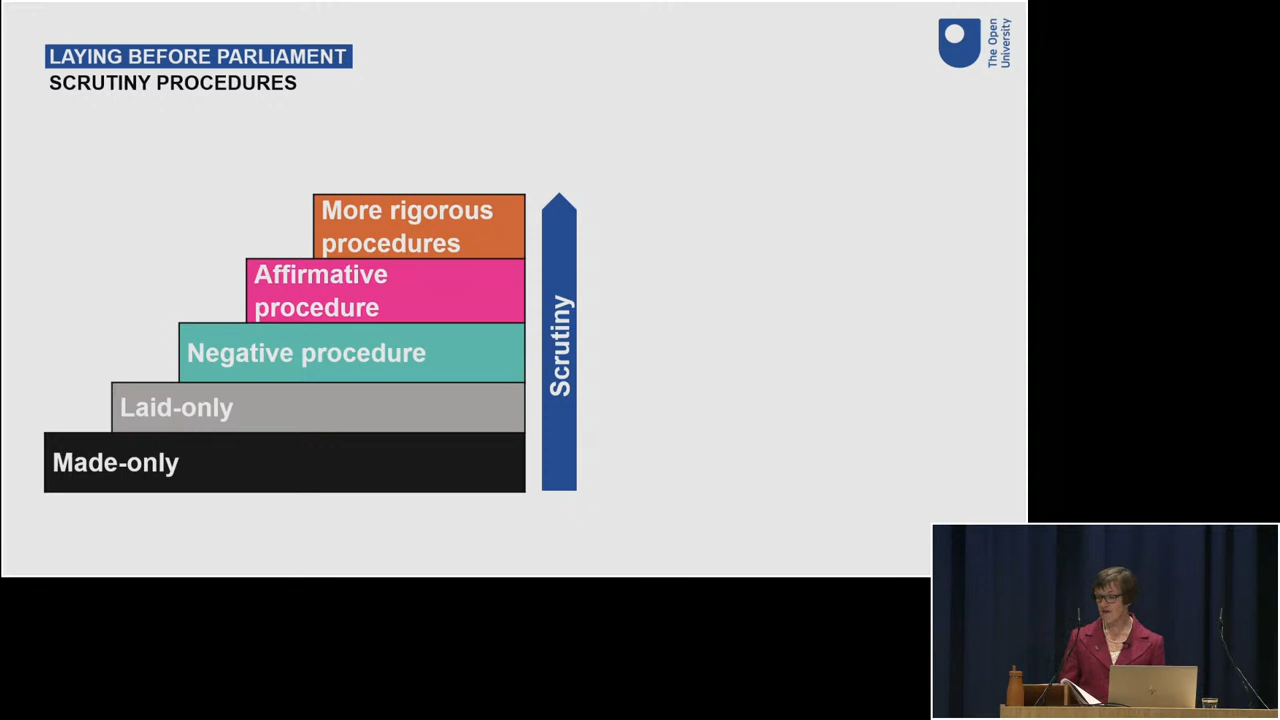 LAYING BEFORE PARLIAMENT
SCRUTINY PROCEDURES
The Open
University
More rigorous
procedures
Affirmative
procedure
Negative procedure
Laid-only
Made-only
Scrutiny